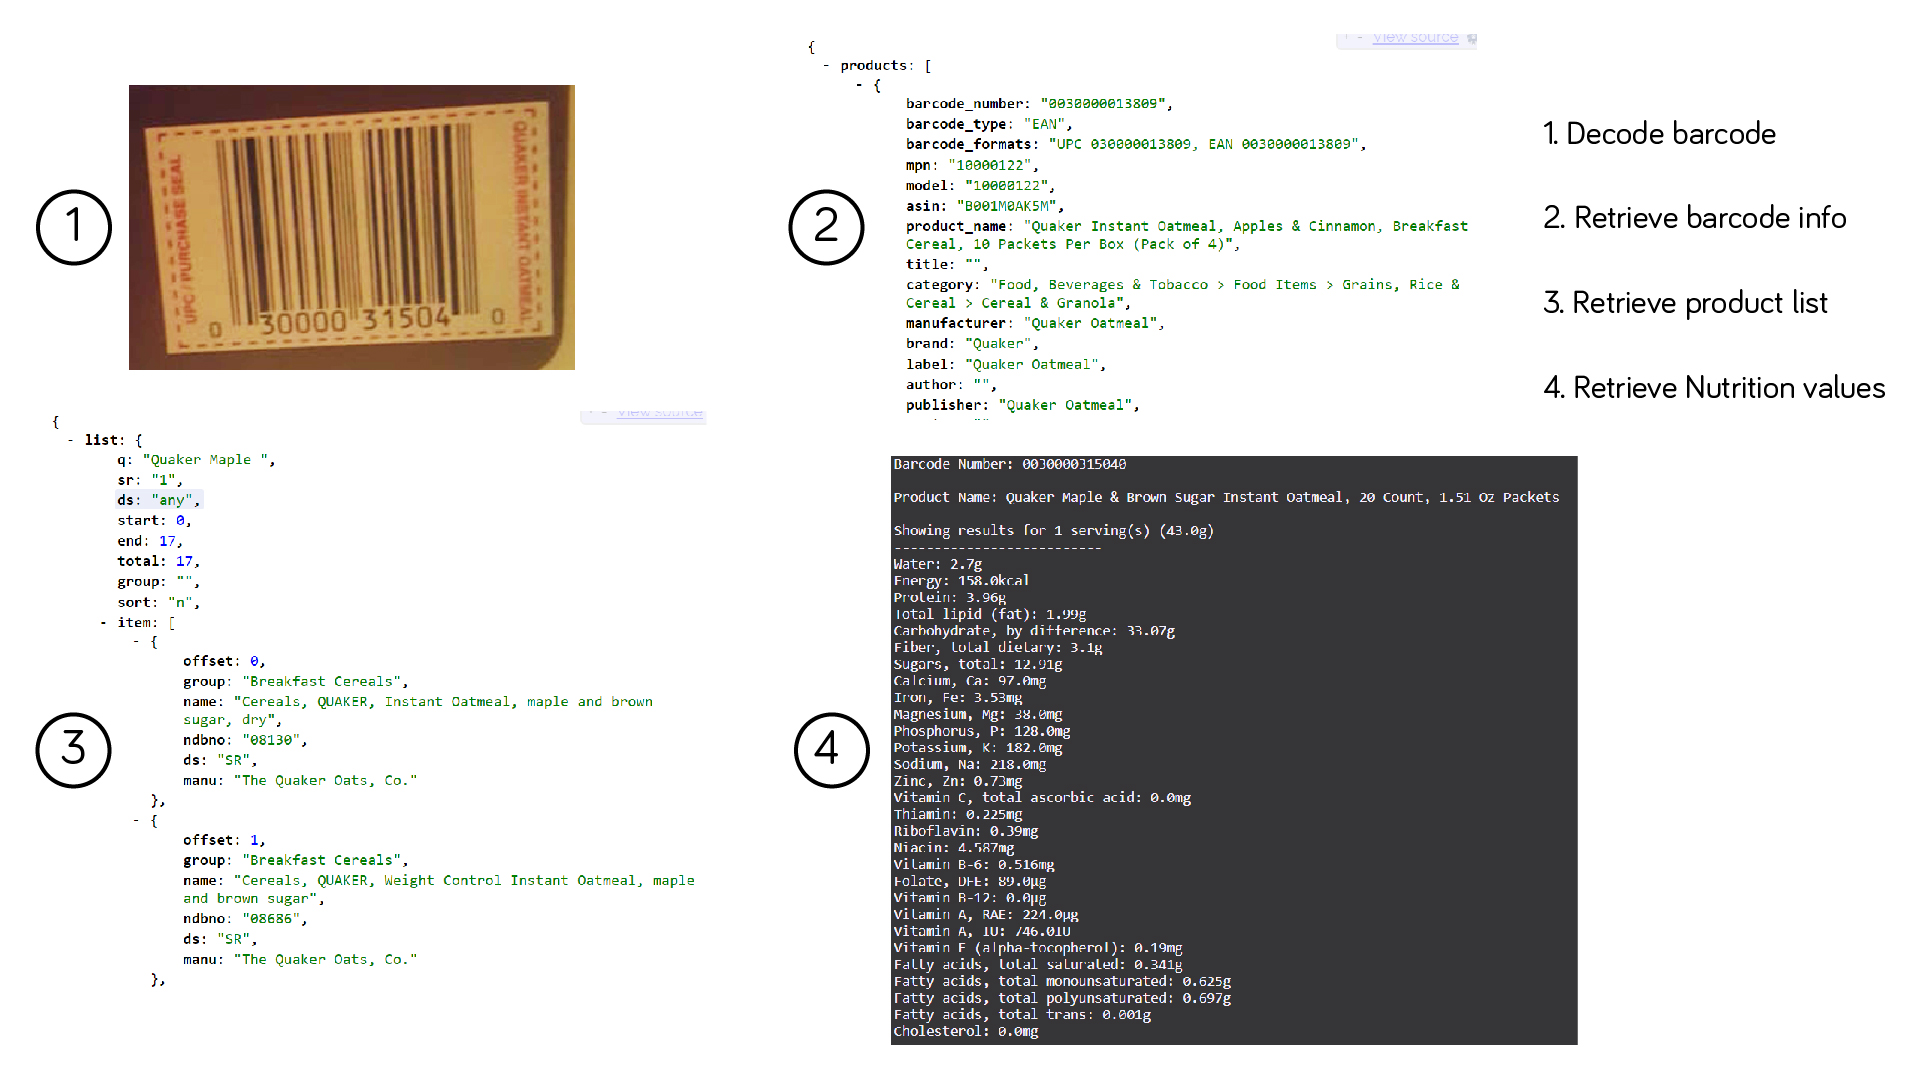 1
UPC / PURCHASE SEAL
QUAKER INSTANT OATMEAL
0 30000 31504 0
2
+ - View source
{
- products: [
- {
barcode_number: "0030000013809",
barcode_type: "EAN",
barcode_formats: "UPC 030000013809, EAN 0030000013809",
mpn: "10000122",
model: "10000122",
asin: "B001M0AK5M",
product_name: "Quaker Instant Oatmeal, Apples & Cinnamon, Breakfast
Cereal, 10 Packets Per Box (Pack of 4)",
title: "",
category: "Food, Beverages & Tobacco > Food Items > Grains, Rice &
Cereal > Cereal & Granola",
manufacturer: "Quaker Oatmeal",
brand: "Quaker",
label: "Quaker Oatmeal",
author: "",
publisher: "Quaker Oatmeal",
1. Decode barcode
2. Retrieve barcode info
3. Retrieve product list
4. Retrieve Nutrition values
3
+ - View source
{
- list: {
q: "Quaker Maple ",
sr: "1",
ds: "any",
start: 0,
end: 17,
total: 17,
group: "",
sort: "n",
- item: [
- {
offset: 0,
group: "Breakfast Cereals",
name: "Cereals, QUAKER, Instant Oatmeal, maple and brown
sugar, dry",
ndbno: "08130",
ds: "SR",
manu: "The Quaker Oats, Co."
},
- {
offset: 1,
group: "Breakfast Cereals",
name: "Cereals, QUAKER, Weight Control Instant Oatmeal, maple
and brown sugar",
ndbno: "08686",
ds: "SR",
manu: "The Quaker Oats, Co."
},
4
Barcode Number: 0030000315040
Product Name: Quaker Maple & Brown Sugar Instant Oatmeal, 20 Count, 1.51 Oz Packets
Showing results for 1 serving(s) (43.0g)
--------------------------
Water: 2.7g
Energy: 158.0kcal
Protein: 3.96g
Total lipid (fat): 1.99g
Carbohydrate, by difference: 33.07g
Fiber, total dietary: 3.1g
Sugars, total: 12.91g
Calcium, Ca: 97.0mg
Iron, Fe: 3.53mg
Magnesium, Mg: 38.0mg
Phosphorus, P: 128.0mg
Potassium, K: 182.0mg
Sodium, Na: 218.0mg
Zinc, Zn: 0.73mg
Vitamin C, total ascorbic acid: 0.0mg
Thiamin: 0.225mg
Riboflavin: 0.39mg
Niacin: 4.587mg
Vitamin B-6: 0.516mg
Folate, DFE: 89.0µg
Vitamin B-12: 0.0µg
Vitamin A, RAE: 224.0µg
Vitamin A, IU: 746.0IU
Vitamin E (alpha-tocopherol): 0.19mg
Fatty acids, total saturated: 0.341g
Fatty acids, total monounsaturated: 0.625g
Fatty acids, total polyunsaturated: 0.697g
Fatty acids, total trans: 0.001g
Cholesterol: 0.0mg